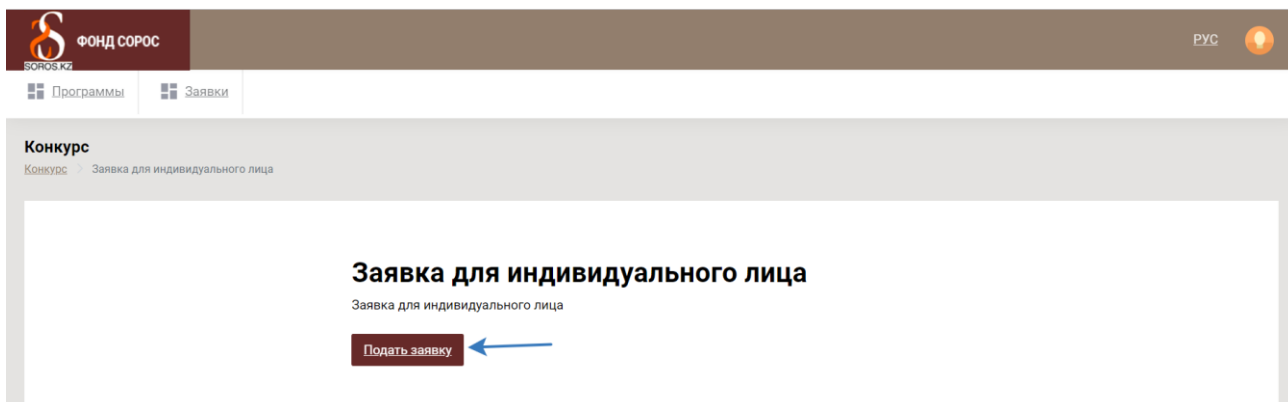 ФОНД СОРОС
SOROS.KZ
РУС
Программы
Заявки
Конкурс
Конкурс > Заявка для индивидуального лица
Заявка для индивидуального лица
Заявка для индивидуального лица
Подать заявку